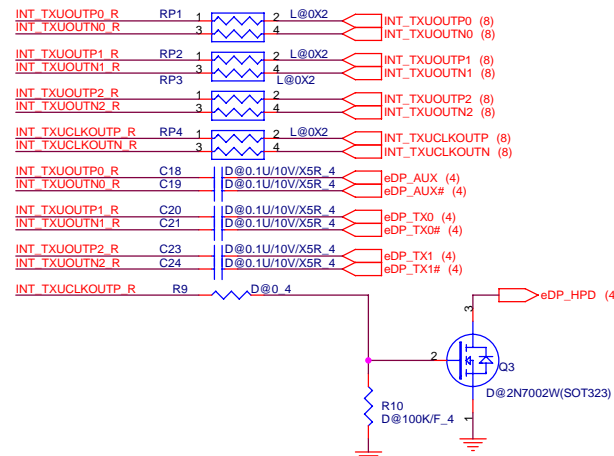 INT_TXUOUTP0_R RP1 1 2 L@0X2 INT_TXUOUTP0 (8)
INT_TXUOUTN0_R 3 4 INT_TXUOUTN0 (8)
INT_TXUOUTP1_R RP2 1 2 L@0X2 INT_TXUOUTP1 (8)
INT_TXUOUTN1_R 3 4 INT_TXUOUTN1 (8)
RP3 L@0X2
INT_TXUOUTP2_R 1 2 INT_TXUOUTP2 (8)
INT_TXUOUTN2_R 3 4 INT_TXUOUTN2 (8)
INT_TXUCLKOUTP_R RP4 1 2 L@0X2 INT_TXUCLKOUTP (8)
INT_TXUCLKOUTN_R 3 4 INT_TXUCLKOUTN (8)
INT_TXUOUTP0_R C18 D@0.1U/10V/X5R_4 eDP_AUX (4)
INT_TXUOUTN0_R C19 D@0.1U/10V/X5R_4 eDP_AUX# (4)
INT_TXUOUTP1_R C20 D@0.1U/10V/X5R_4 eDP_TX0 (4)
INT_TXUOUTN1_R C21 D@0.1U/10V/X5R_4 eDP_TX0# (4)
INT_TXUOUTP2_R C23 D@0.1U/10V/X5R_4 eDP_TX1 (4)
INT_TXUOUTN2_R C24 D@0.1U/10V/X5R_4 eDP_TX1# (4)
INT_TXUCLKOUTP_R R9 D@0_4 eDP_HPD (4
3
2
Q3
D@2N7002W(SOT323)
R10
D@100K/F_4
1